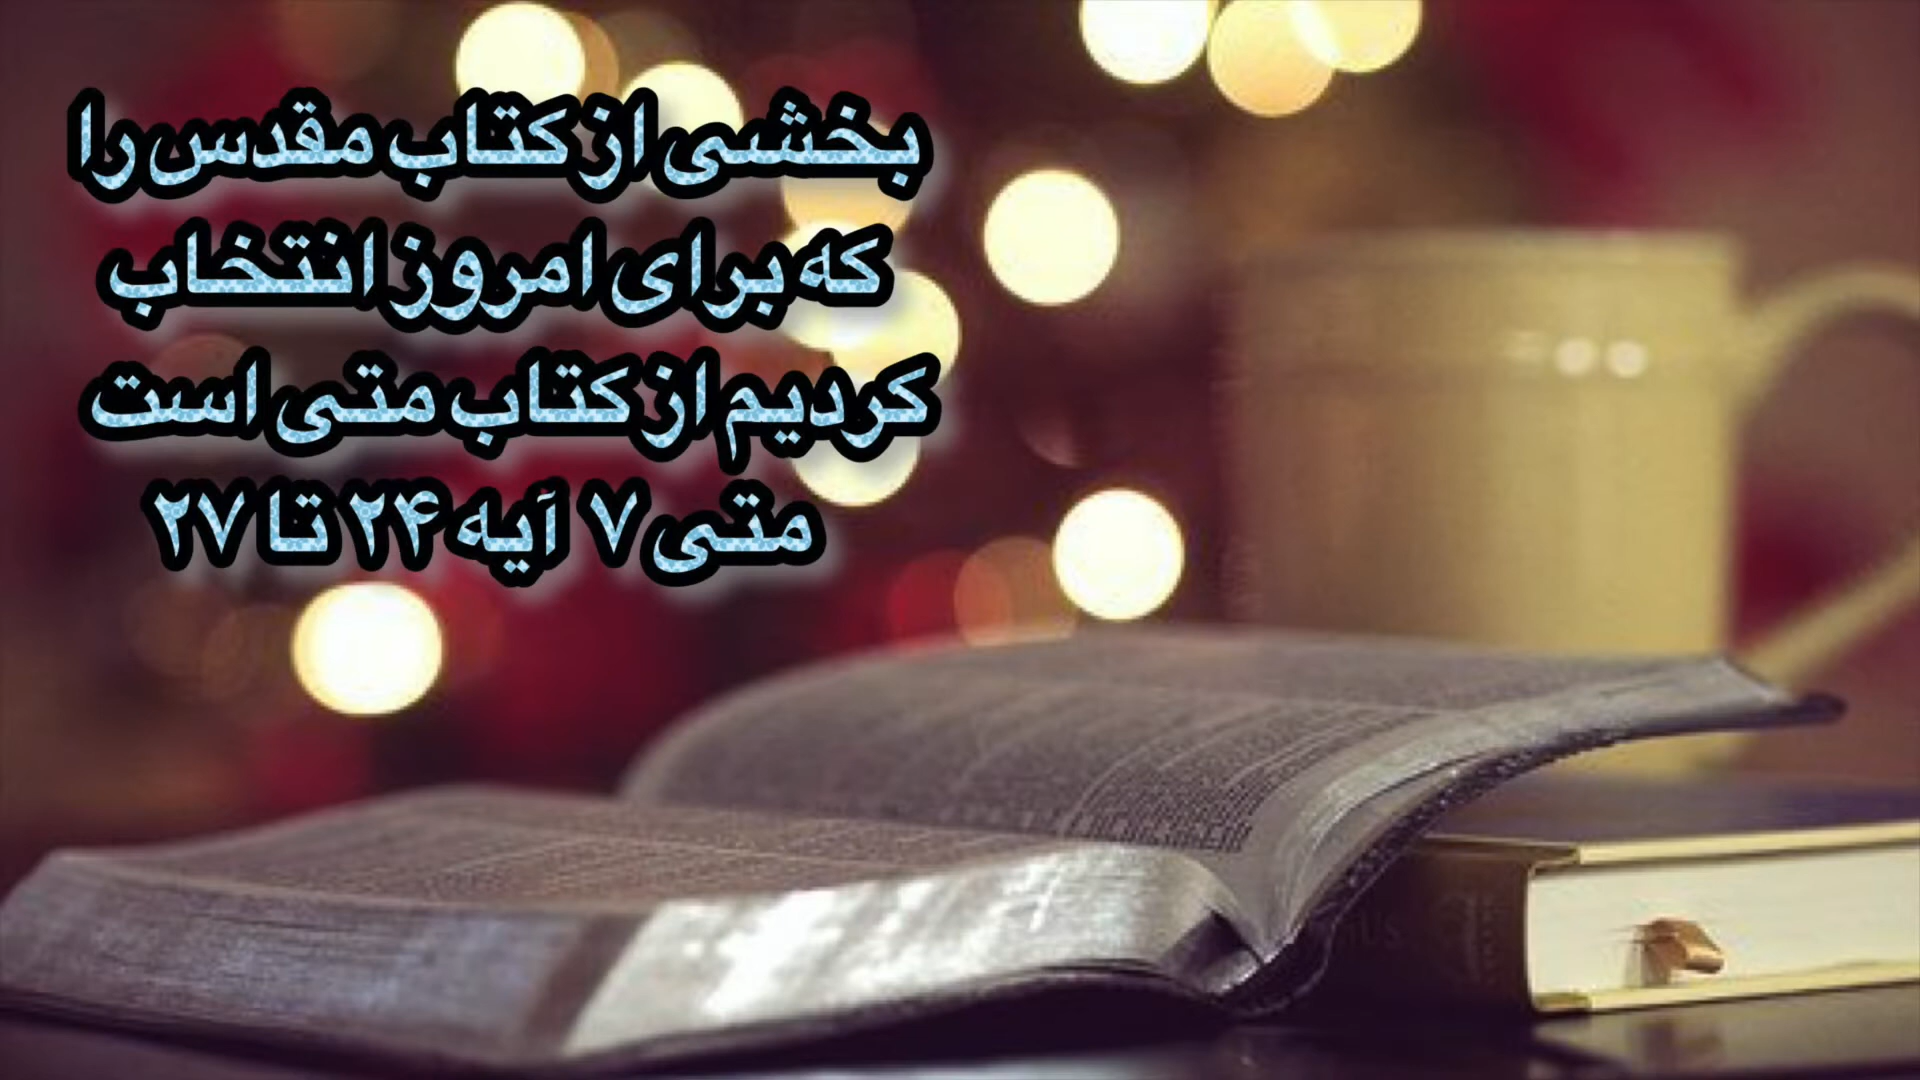 بخشی از کتاب مقدس را
که برای امروز انتخاب
کردیم از کتاب متی است
متی ۷ آیه ۲۴ تا ۲۷